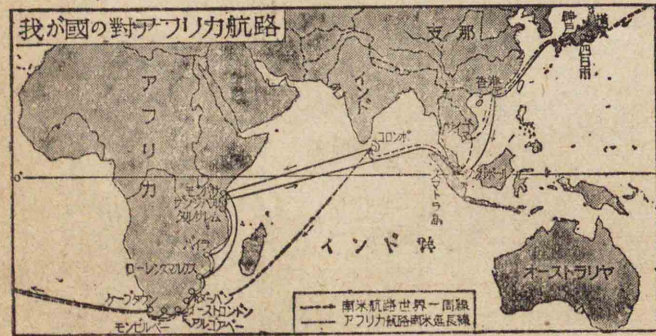 我が國の對アフリカ航路
支那
神戸
横濱
四日市
香港
インド
アフリカ
コロンボ
スマトラ島
0°
モンバサ
ザンジバル
ダルサレム
ベイラ
ローレンスマルケス
インド洋
オーストラリヤ
ケープタウン
ダーバン
イーストロンドン
アルゴアベー
モッセルベー
南米航路世界一周線
アフリカ航路南米延長線